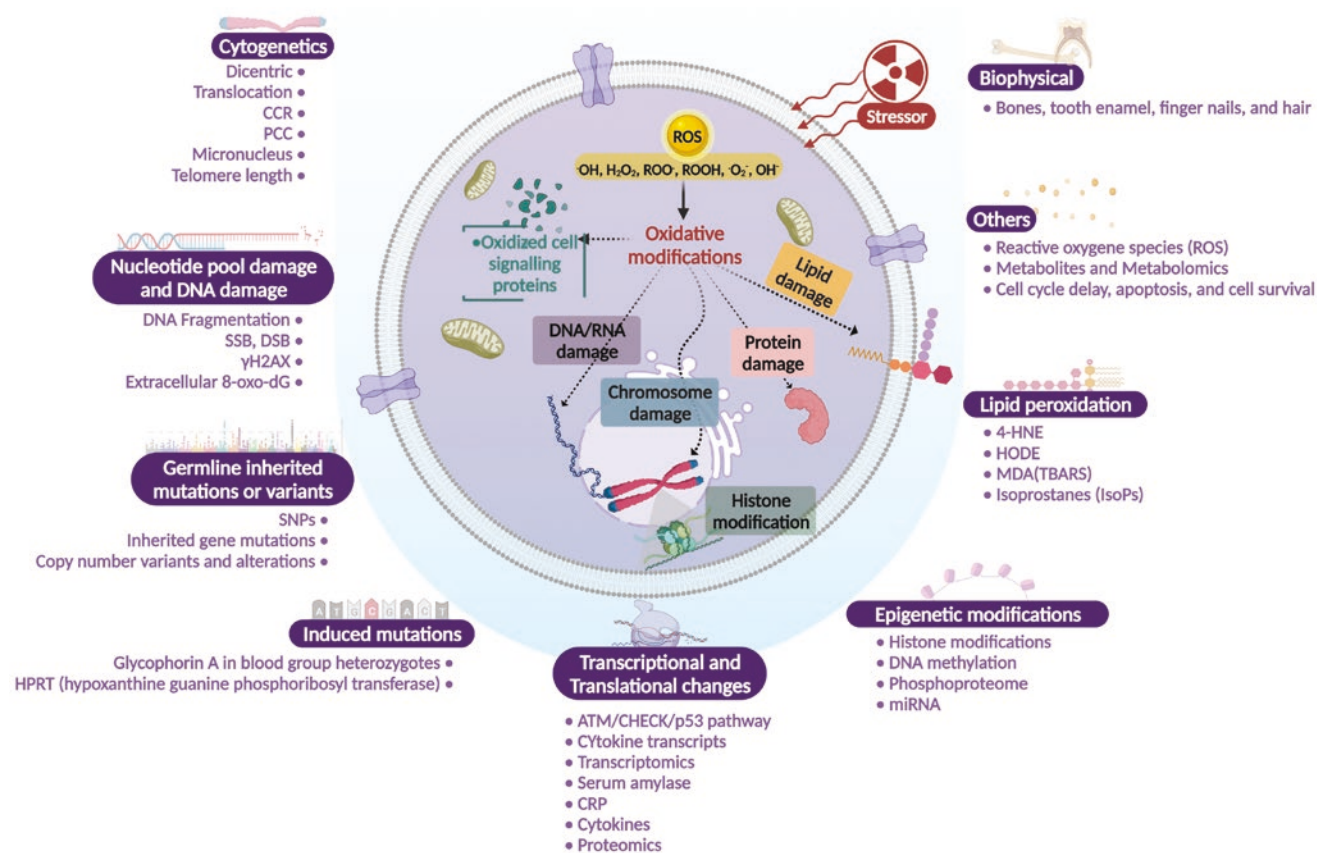 Cytogenetics
Dicentric •
Translocation •
CCR •
PCC •
Micronucleus •
Telomere length •
Nucleotide pool damage
and DNA damage
DNA Fragmentation •
SSB, DSB •
γH2AX •
Extracellular 8-oxo-dG •
Germline inherited
mutations or variants
SNPs •
Inherited gene mutations •
Copy number variants and alterations •
A T G C G A C T
Induced mutations
Glycophorin A in blood group heterozygotes •
HPRT (hypoxanthine guanine phosphoribosyl transferase) •
Stressor
ROS
·OH, H₂O₂, ROO·, ROOH, ·O₂⁻, OH⁻
Oxidative
modifications
•Oxidized cell
signalling
proteins
Lipid
damage
DNA/RNA
damage
Protein
damage
Chromosome
damage
Histone
modification
Transcriptional and
Translational changes
• ATM/CHECK/p53 pathway
• CYtokine transcripts
• Transcriptomics
• Serum amylase
• CRP
• Cytokines
• Proteomics
Biophysical
• Bones, tooth enamel, finger nails, and hair
Others
• Reactive oxygene species (ROS)
• Metabolites and Metabolomics
• Cell cycle delay, apoptosis, and cell survival
Lipid peroxidation
• 4-HNE
• HODE
• MDA(TBARS)
• Isoprostanes (IsoPs)
Epigenetic modifications
• Histone modifications
• DNA methylation
• Phosphoproteome
• miRNA